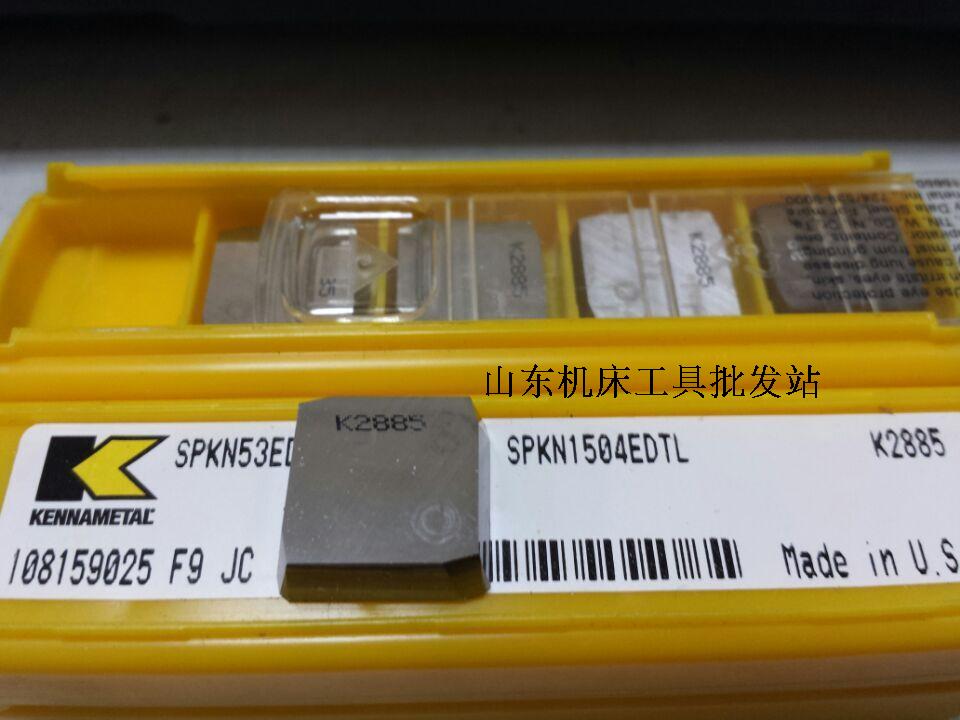 K2885
K2885
35
山东机床工具批发站
K2885
SPKN53ED
SPKN1504EDTL
K2885
KENNAMETAL
108159025 F9 JC
Made in U.S